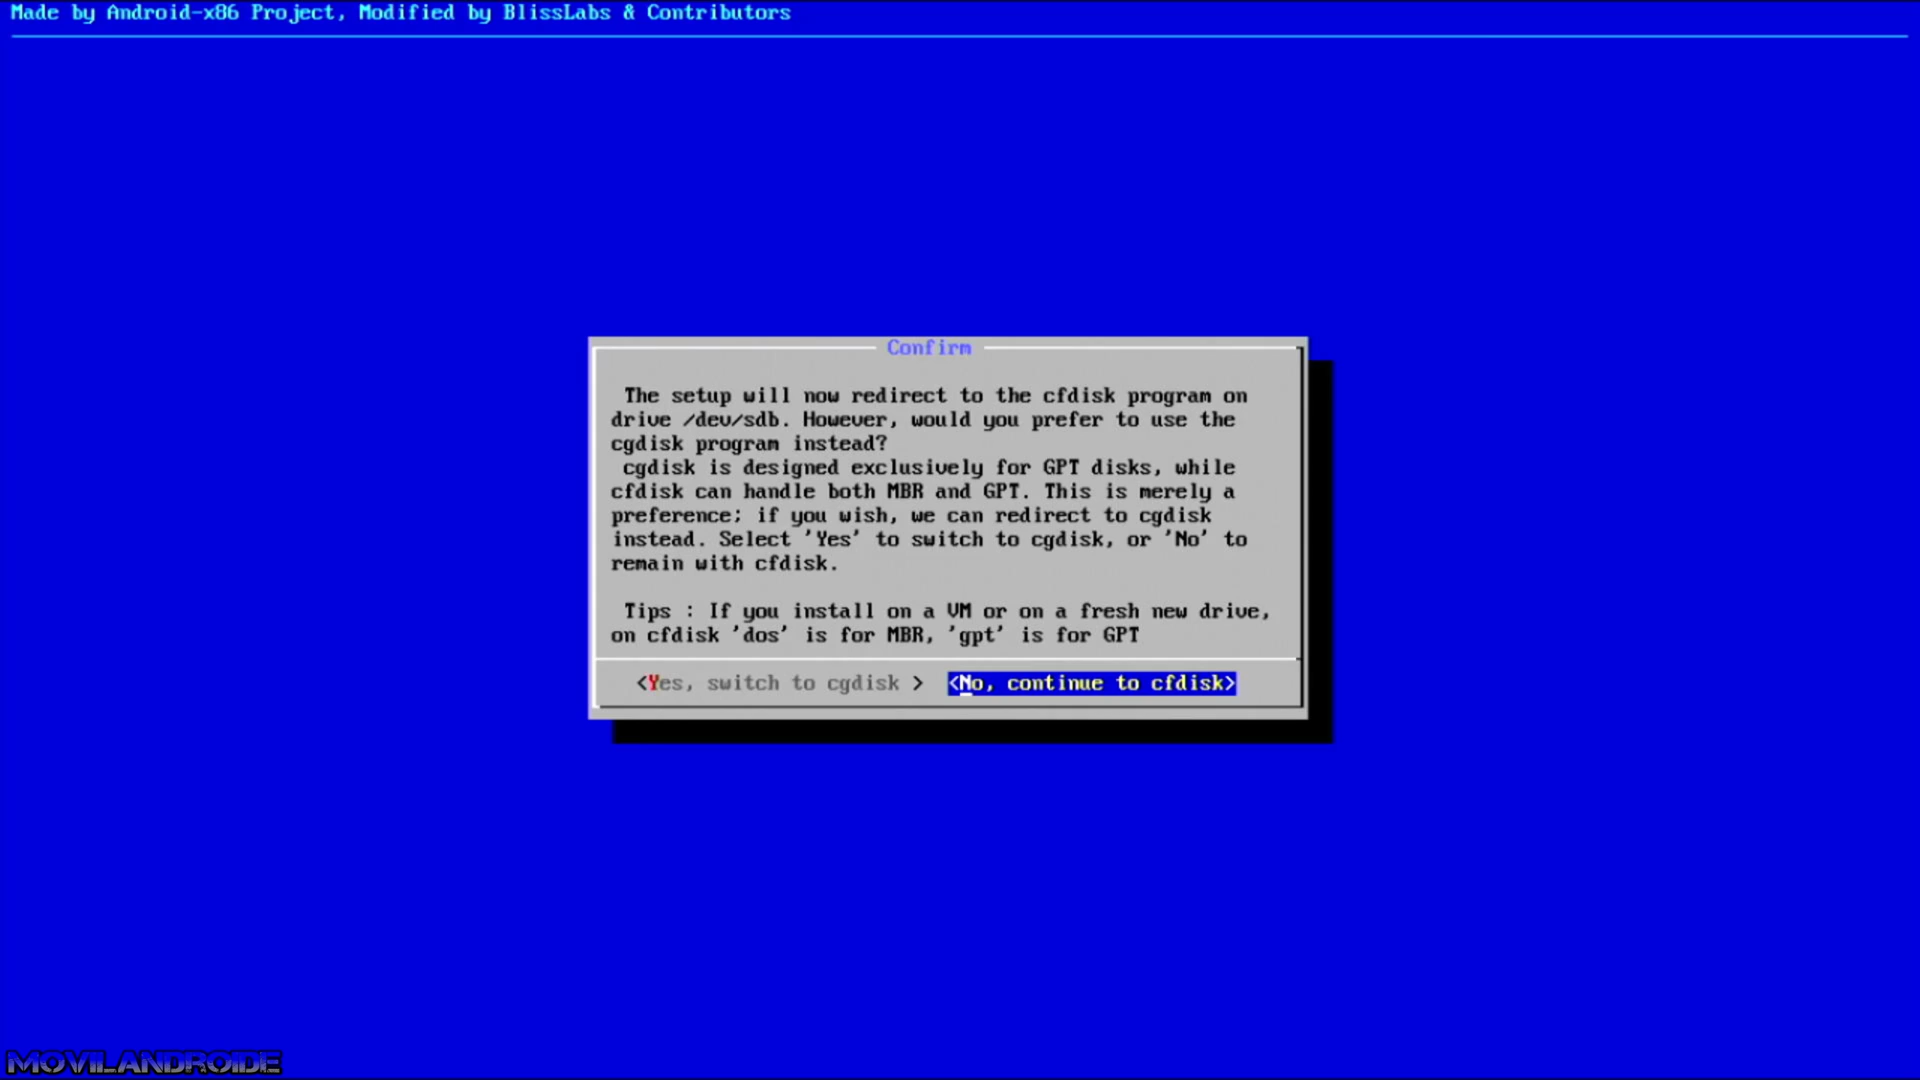 Made by Android-x86 Project, Modified by BlissLabs & Contributors
Confirm
The setup will now redirect to the cfdisk program on
drive /dev/sdb. However, would you prefer to use the
cgdisk program instead?
cgdisk is designed exclusively for GPT disks, while
cfdisk can handle both MBR and GPT. This is merely a
preference; if you wish, we can redirect to cgdisk
instead. Select 'Yes' to switch to cgdisk, or 'No' to
remain with cfdisk.
Tips : If you install on a VM or on a fresh new drive,
on cfdisk 'dos' is for MBR, 'gpt' is for GPT
<Yes, switch to cgdisk > <No, continue to cfdisk>
MOVILANDROIDE